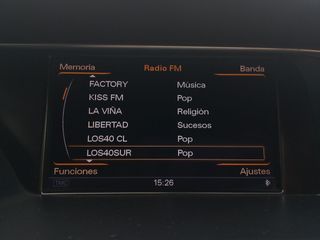 Memoria Radio FM Banda
FACTORY Música
KISS FM Pop
LA VIÑA Religión
LIBERTAD Sucesos
LOS40 CL Pop
LOS40SUR Pop
Funciones Ajustes
TMC 15:26